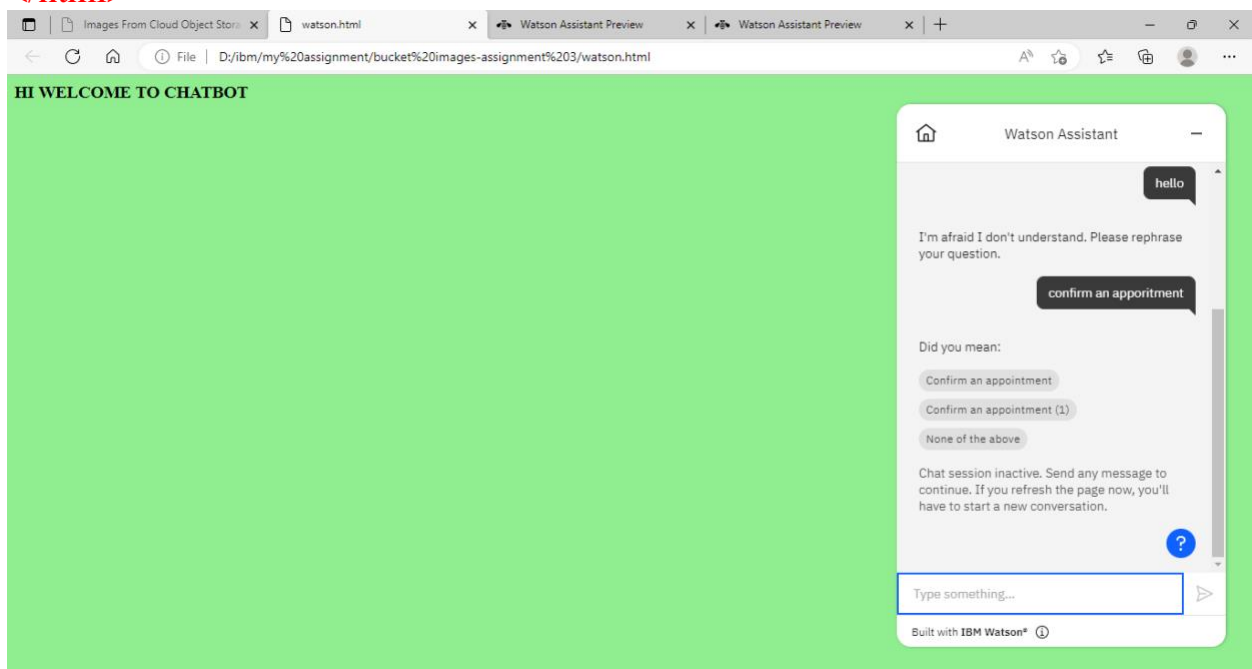 Images From Cloud Object Stora
watson.html
Watson Assistant Preview
Watson Assistant Preview
File | D:/ibm/my%20assignment/bucket%20images-assignment%203/watson.html
HI WELCOME TO CHATBOT
Watson Assistant
hello
I'm afraid I don't understand. Please rephrase
your question.
confirm an apporitment
Did you mean:
Confirm an appointment
Confirm an appointment (1)
None of the above
Chat session inactive. Send any message to
continue. If you refresh the page now, you'll
have to start a new conversation.
?
Type something...
Built with IBM Watson®